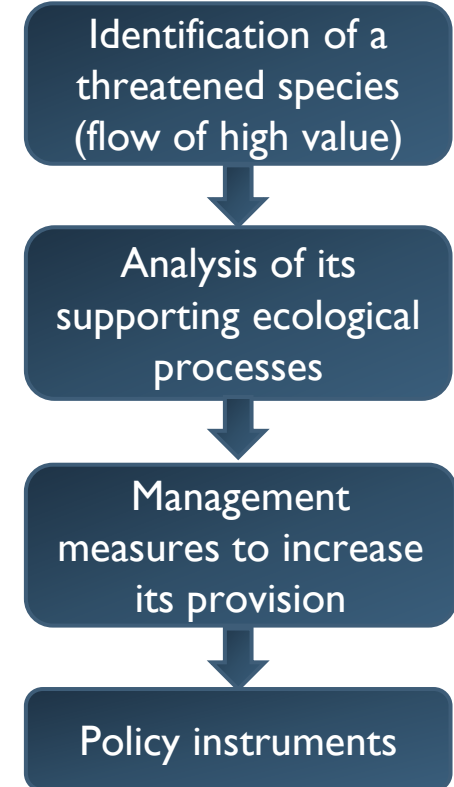 Identification of a
threatened species
(flow of high value)
Analysis of its
supporting ecological
processes
Management
measures to increase
its provision
Policy instruments